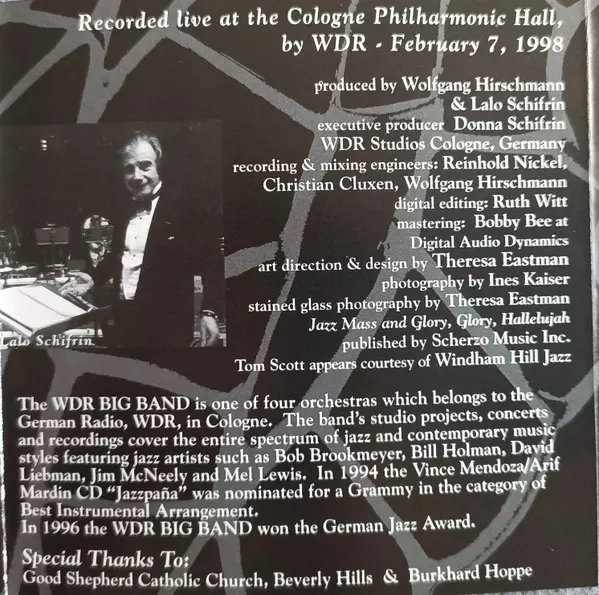 Recorded live at the Cologne Philharmonic Hall,
by WDR - February 7, 1998
produced by Wolfgang Hirschmann
& Lalo Schifrin
executive producer Donna Schifrin
WDR Studios Cologne, Germany
recording & mixing engineers: Reinhold Nickel,
Christian Cluxen, Wolfgang Hirschmann
digital editing: Ruth Witt
mastering: Bobby Bee at
Digital Audio Dynamics
art direction & design by Theresa Eastman
photography by Ines Kaiser
stained glass photography by Theresa Eastman
Jazz Mass and Glory, Glory, Hallelujah
published by Scherzo Music Inc.
Tom Scott appears courtesy of Windham Hill Jazz
Lalo Schifrin
The WDR BIG BAND is one of four orchestras which belongs to the
German Radio, WDR, in Cologne. The band's studio projects, concerts
and recordings cover the entire spectrum of jazz and contemporary music
styles featuring jazz artists such as Bob Brookmeyer, Bill Holman, David
Liebman, Jim McNeely and Mel Lewis. In 1994 the Vince Mendoza/Arif
Mardin CD "Jazzpaña" was nominated for a Grammy in the category of
Best Instrumental Arrangement.
In 1996 the WDR BIG BAND won the German Jazz Award.
Special Thanks To:
Good Shepherd Catholic Church, Beverly Hills & Burkhard Hoppe